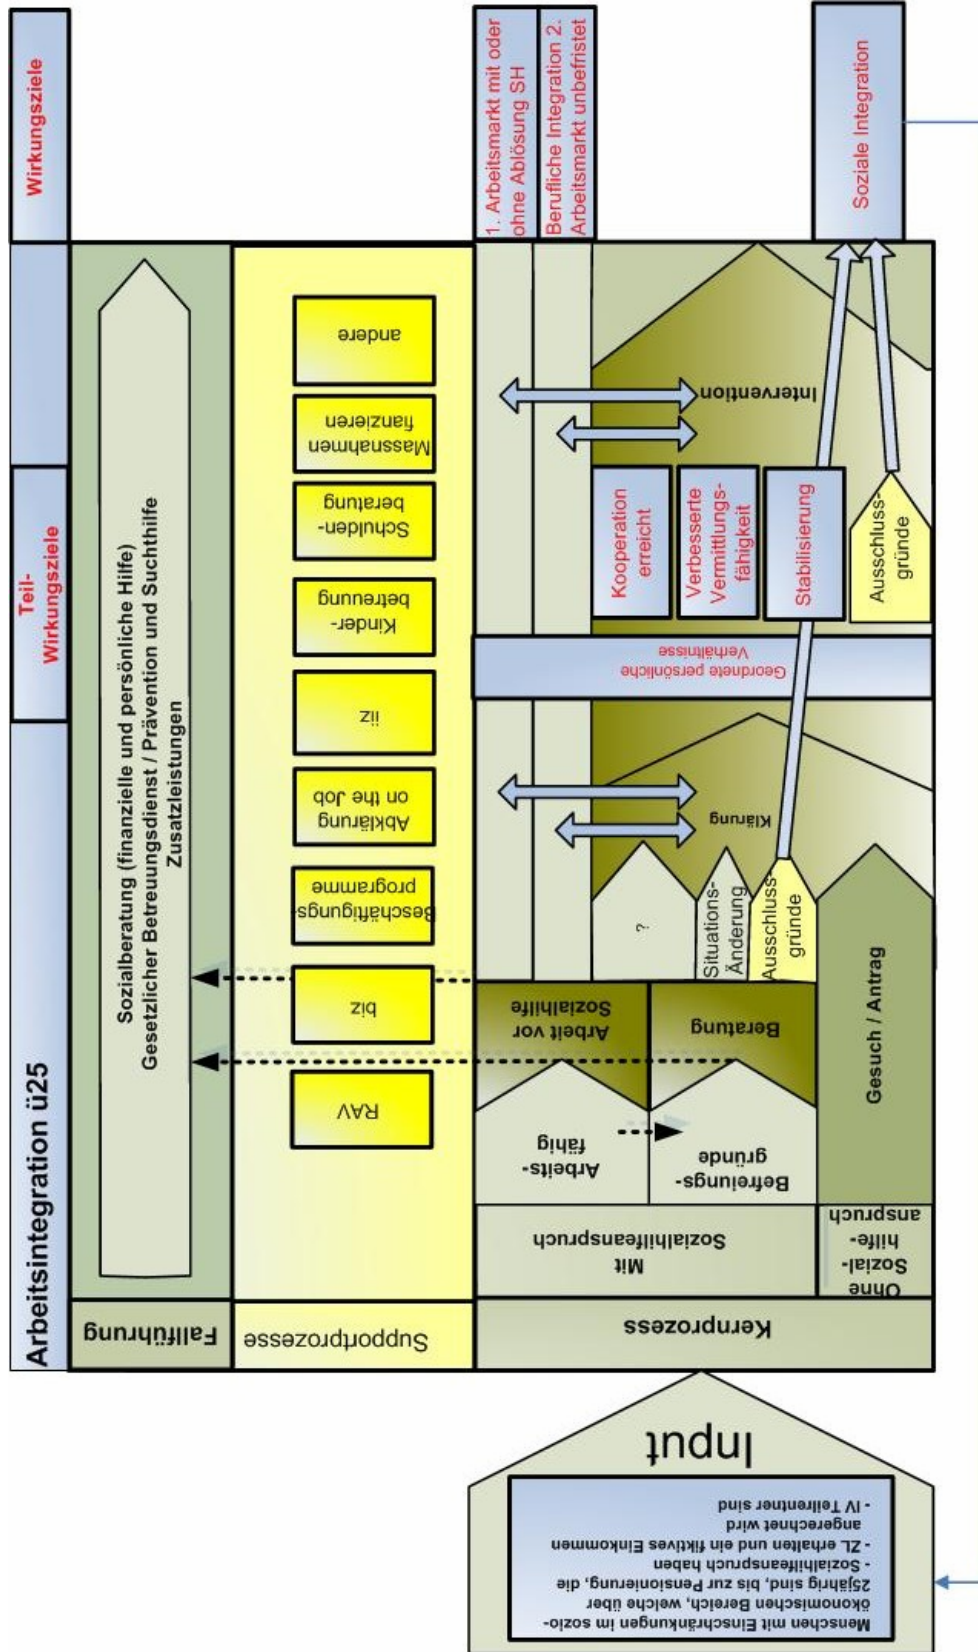 Arbeitsintegration ü25
Teil-
Wirkungsziele
Wirkungsziele
Fallführung
Sozialberatung (finanzielle und persönliche Hilfe)
Gesetzlicher Betreuungsdienst / Prävention und Suchthilfe
Zusatzleistungen
Supportprozesse
RAV
biz
Beschäftigungs-
programme
Abklärung
on the Job
iiz
Kinder-
betreuung
Schulden-
beratung
Massnahmen
fianzieren
andere
Input
Menschen mit Einschränkungen im sozio-
ökonomischen Bereich, welche über
25jährig sind, bis zur Pensionierung, die
- Sozialhilfeanspruch haben
- ZL erhalten und ein fiktives Einkommen
angerechnet wird
- IV Teilrentner sind
Kernprozess
Mit
Sozialhilfeanspruch
Ohne
Sozial-
hilfe-
anspruch
Arbeits-
fähig
Befreiungs-
gründe
Arbeit vor
Sozialhilfe
Beratung
Gesuch / Antrag
?
Situations-
Änderung
Ausschluss-
gründe
Klärung
Geordnete persönliche
Verhältnisse
Kooperation
erreicht
Verbesserte
Vermittlungs-
fähigkeit
Stabilisierung
Ausschluss-
gründe
Intervention
1. Arbeitsmarkt mit oder
ohne Ablösung SH
Berufliche Integration 2.
Arbeitsmarkt unbefristet
Soziale Integration